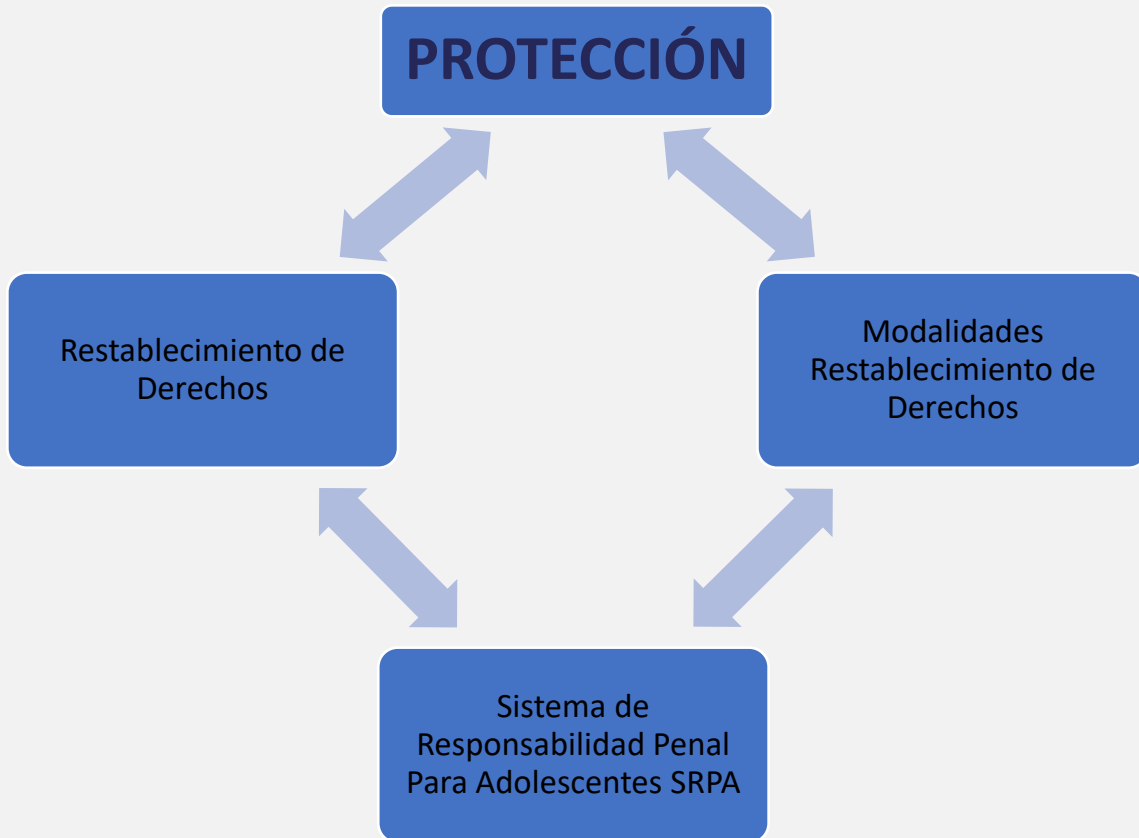 PROTECCIÓN
Restablecimiento de
Derechos
Modalidades
Restablecimiento de
Derechos
Sistema de
Responsabilidad Penal
Para Adolescentes SRPA